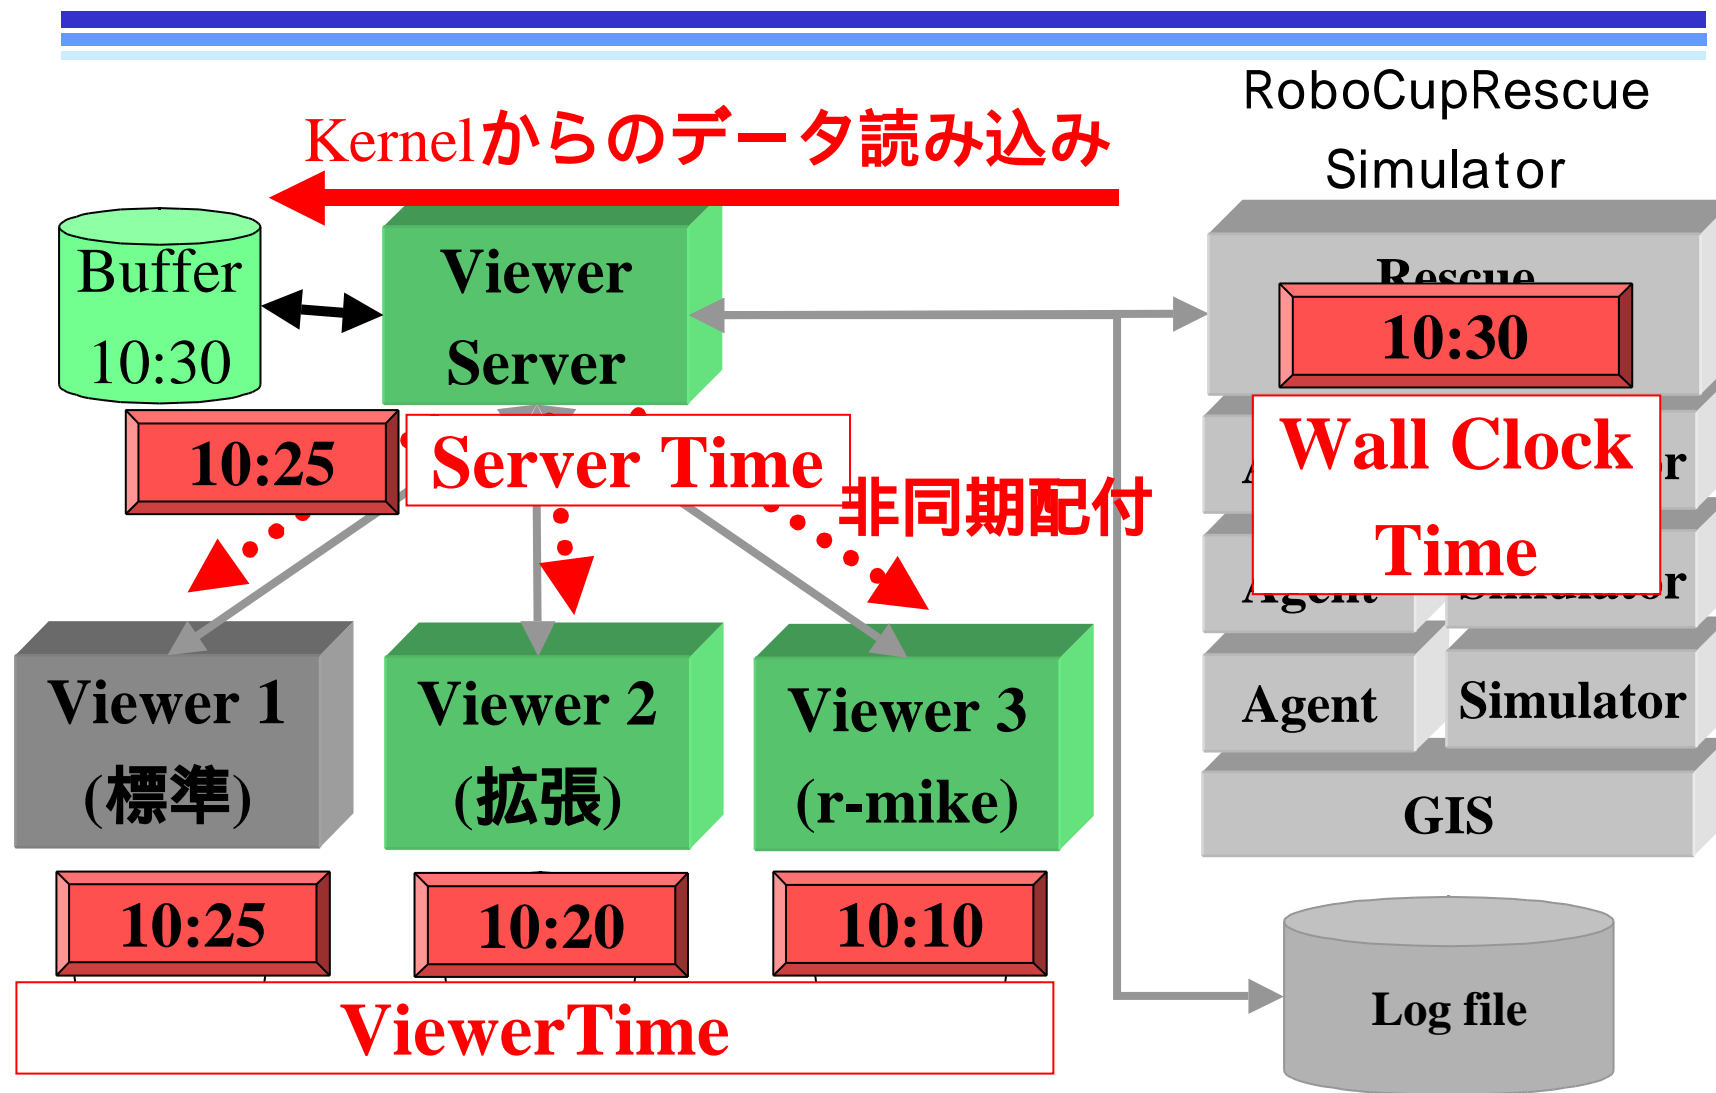 RoboCupRescue
Simulator
Kernelからのデータ読み込み
Buffer
10:30
Viewer
Server
Rescue
10:30
10:25
Server Time
非同期配付
Wall Clock
Time
Agent
Simulator
Viewer 1
(標準)
Viewer 2
(拡張)
Viewer 3
(r-mike)
Agent
Simulator
GIS
10:25
10:20
10:10
ViewerTime
Log file